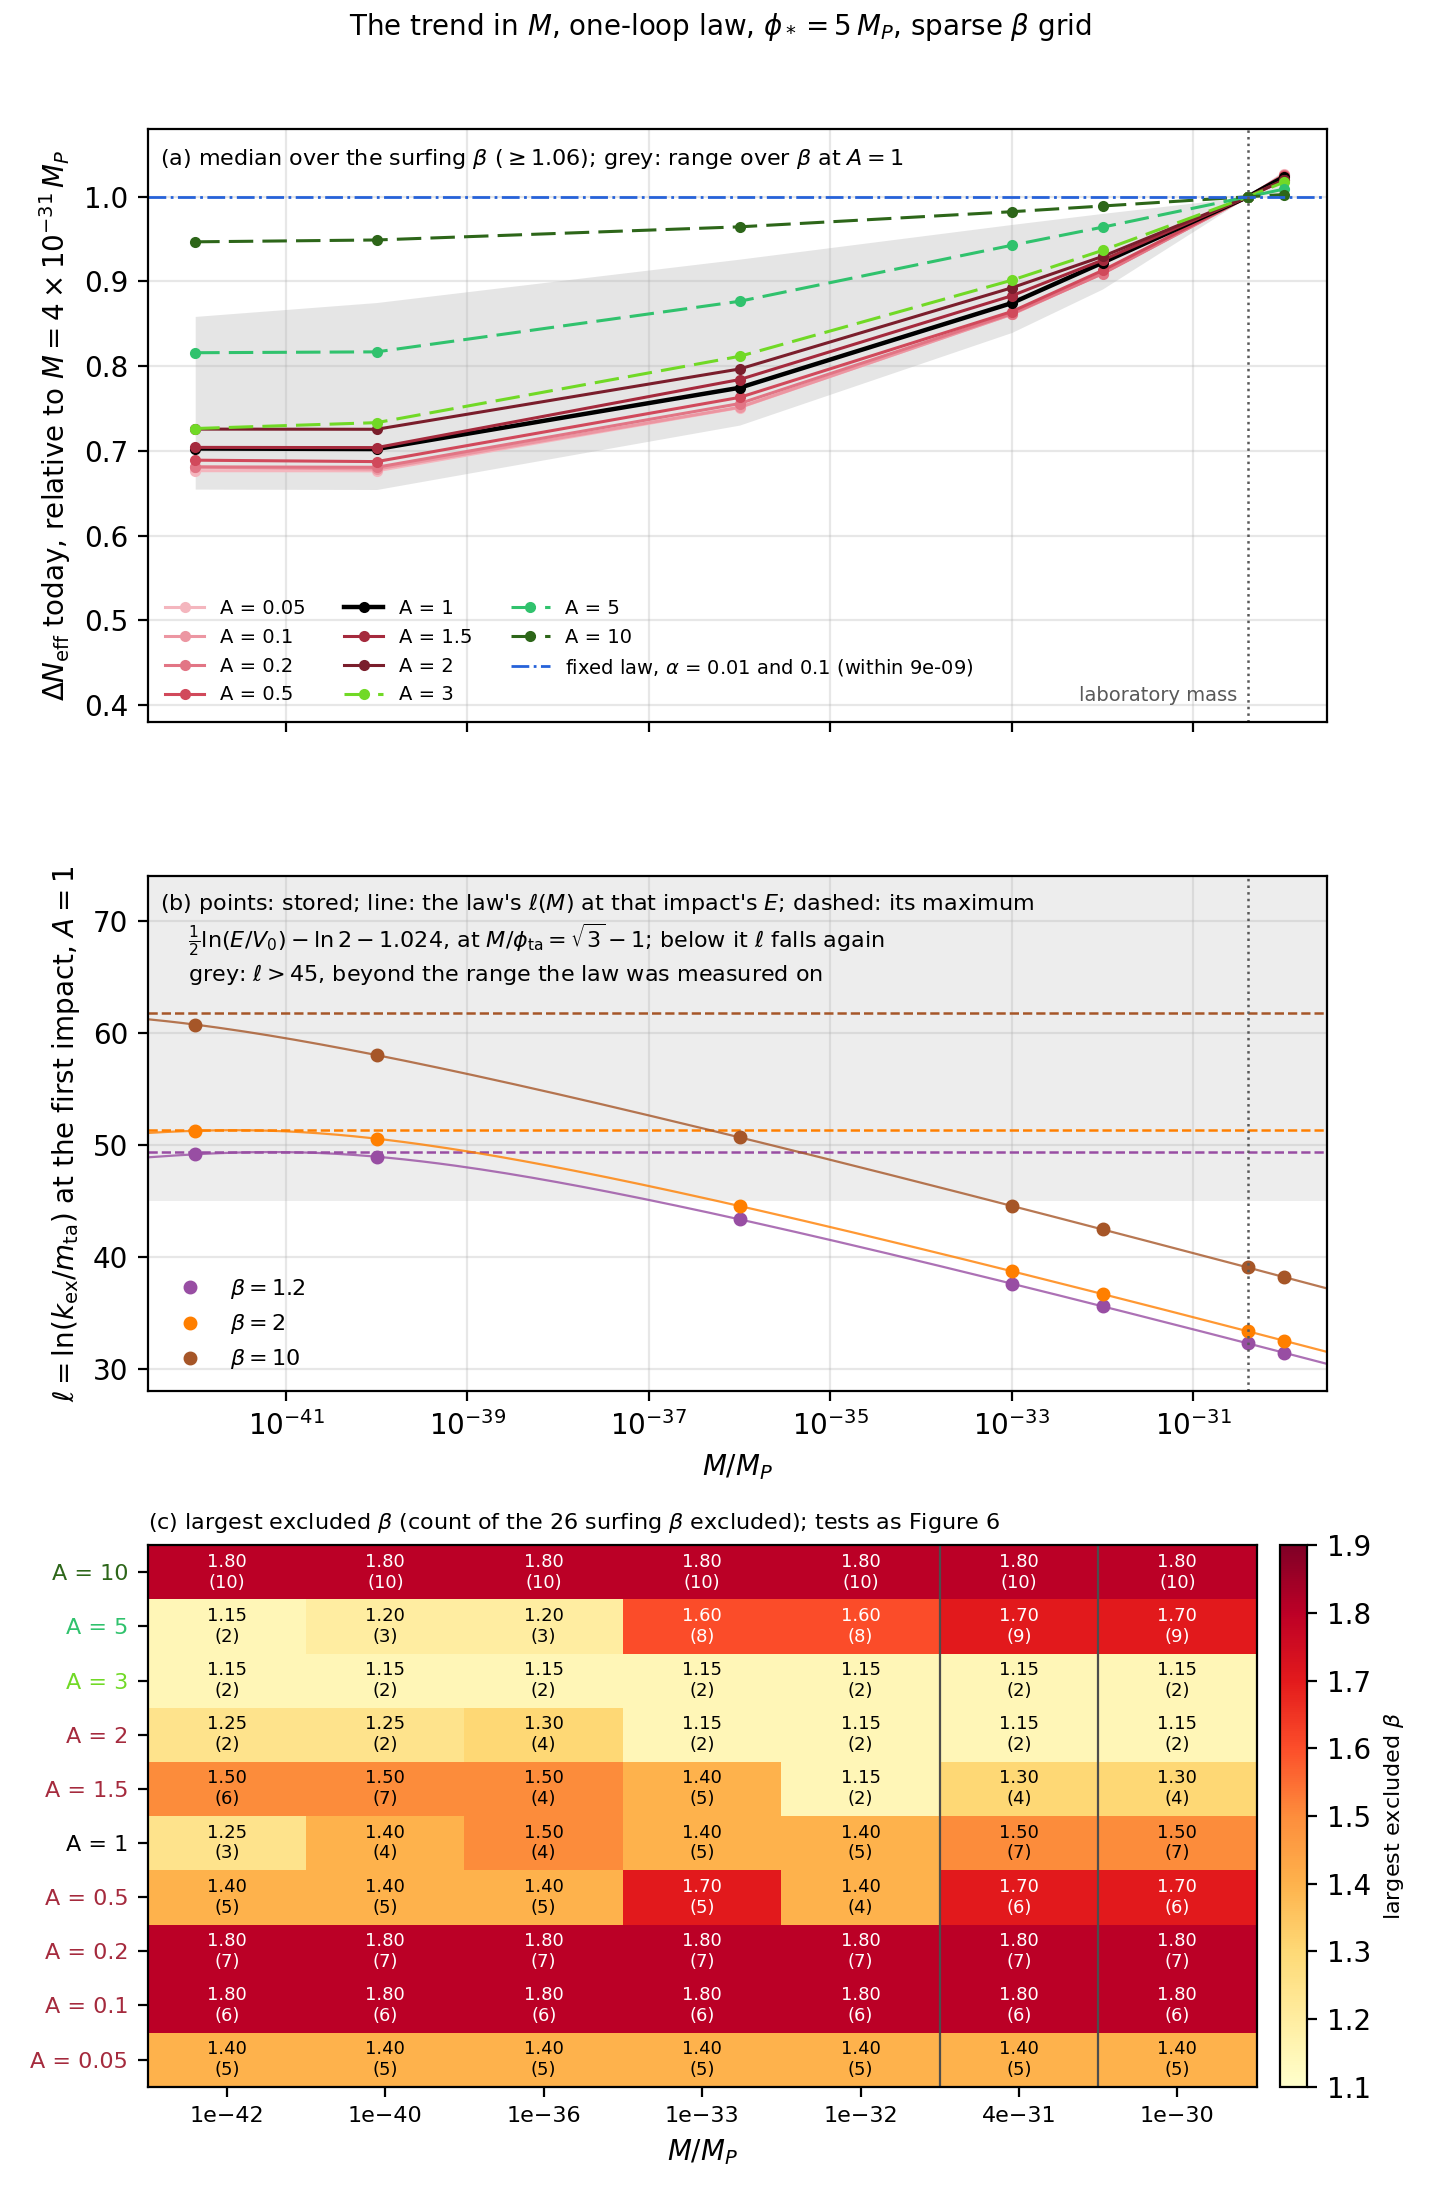 The trend in M, one-loop law, ϕ* = 5 M_P, sparse β grid
(a) median over the surfing β (≥1.06); grey: range over β at A = 1
ΔN_eff today, relative to M = 4 × 10^−31 M_P
1.0
0.9
0.8
0.7
0.6
0.5
0.4
A = 0.05
A = 0.1
A = 0.2
A = 0.5
A = 1
A = 1.5
A = 2
A = 3
A = 5
A = 10
fixed law, α = 0.01 and 0.1 (within 9e-09)
laboratory mass
(b) points: stored; line: the law's ℓ(M) at that impact's E; dashed: its maximum
½ln(E/V_0) − ln 2 − 1.024, at M/ϕ_ta = √3 − 1; below it ℓ falls again
grey: ℓ > 45, beyond the range the law was measured on
ℓ = ln(k_ex/m_ta) at the first impact, A = 1
70
60
50
40
30
β = 1.2
β = 2
β = 10
10^−41 10^−39 10^−37 10^−35 10^−33 10^−31
M/M_P
(c) largest excluded β (count of the 26 surfing β excluded); tests as Figure 6
A = 10 1.80 1.80 1.80 1.80 1.80 1.80 1.80
(10) (10) (10) (10) (10) (10) (10)
A = 5 1.15 1.20 1.20 1.60 1.60 1.70 1.70
(2) (3) (3) (8) (8) (9) (9)
A = 3 1.15 1.15 1.15 1.15 1.15 1.15 1.15
(2) (2) (2) (2) (2) (2) (2)
A = 2 1.25 1.25 1.30 1.15 1.15 1.15 1.15
(2) (2) (4) (2) (2) (2) (2)
A = 1.5 1.50 1.50 1.50 1.40 1.15 1.30 1.30
(6) (7) (4) (5) (2) (4) (4)
A = 1 1.25 1.40 1.50 1.40 1.40 1.50 1.50
(3) (4) (4) (5) (5) (7) (7)
A = 0.5 1.40 1.40 1.40 1.70 1.40 1.70 1.70
(5) (5) (5) (5) (4) (6) (6)
A = 0.2 1.80 1.80 1.80 1.80 1.80 1.80 1.80
(7) (7) (7) (7) (7) (7) (7)
A = 0.1 1.80 1.80 1.80 1.80 1.80 1.80 1.80
(6) (6) (6) (6) (6) (6) (6)
A = 0.05 1.40 1.40 1.40 1.40 1.40 1.40 1.40
(5) (5) (5) (5) (5) (5) (5)
1e−42 1e−40 1e−36 1e−33 1e−32 4e−31 1e−30
M/M_P
1.9
1.8
1.7
1.6
1.5
1.4
1.3
1.2
1.1
largest excluded β